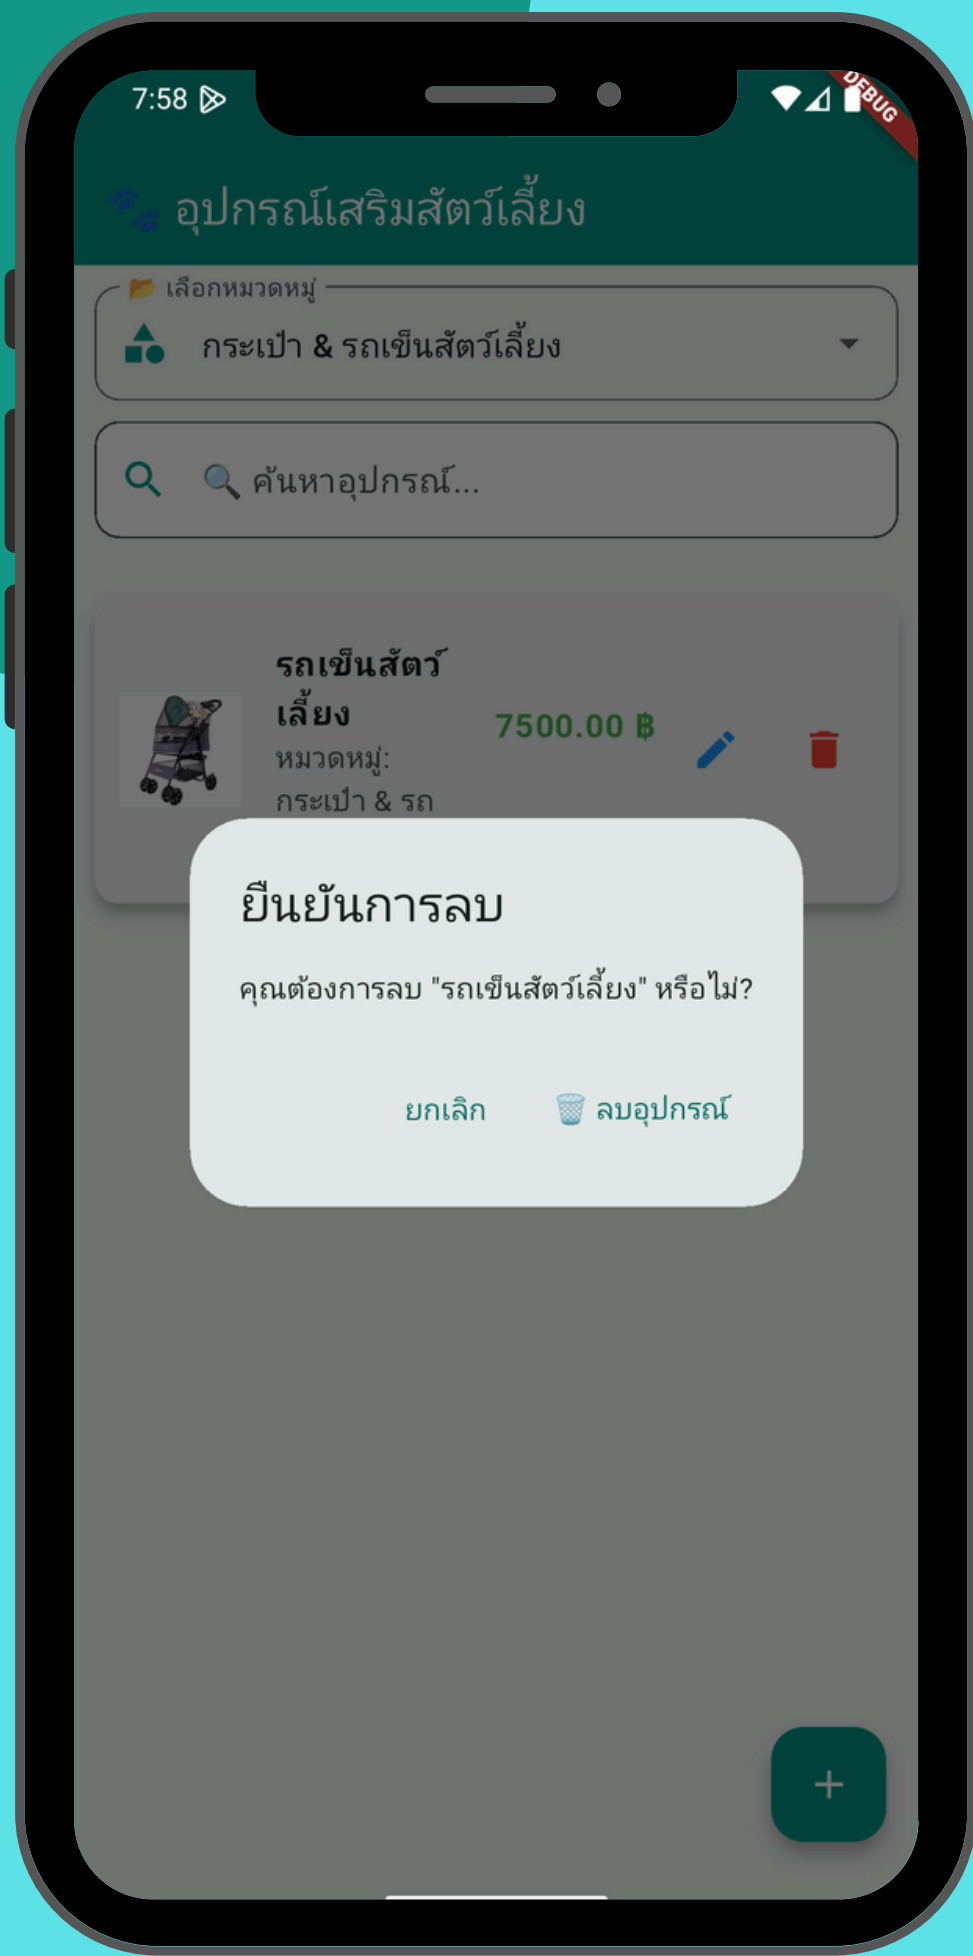 7:58
DEBUG
🐾 อุปกรณ์เสริมสัตว์เลี้ยง
📂 เลือกหมวดหมู่
กระเป๋า & รถเข็นสัตว์เลี้ยง
🔍 ค้นหาอุปกรณ์...
รถเข็นสัตว์
เลี้ยง
หมวดหมู่:
กระเป๋า & รถ
7500.00 ฿
ยืนยันการลบ
คุณต้องการลบ "รถเข็นสัตว์เลี้ยง" หรือไม่?
ยกเลิก
🗑️ ลบอุปกรณ์
+